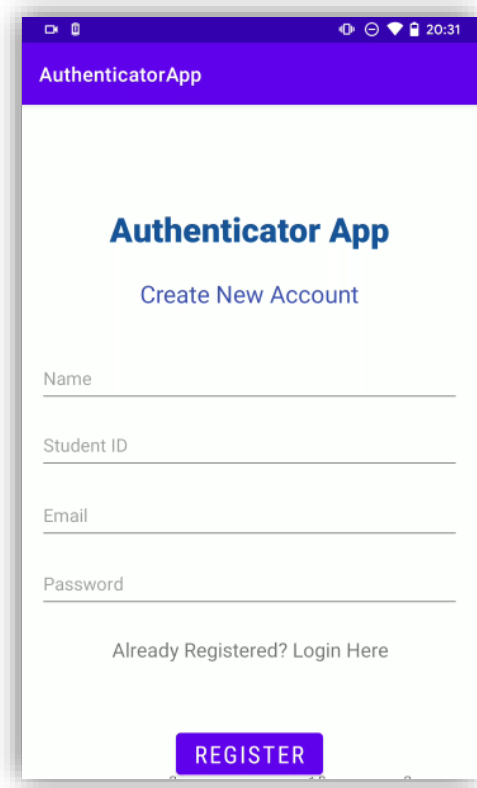 20:31
AuthenticatorApp
Authenticator App
Create New Account
Name
Student ID
Email
Password
Already Registered? Login Here
REGISTER